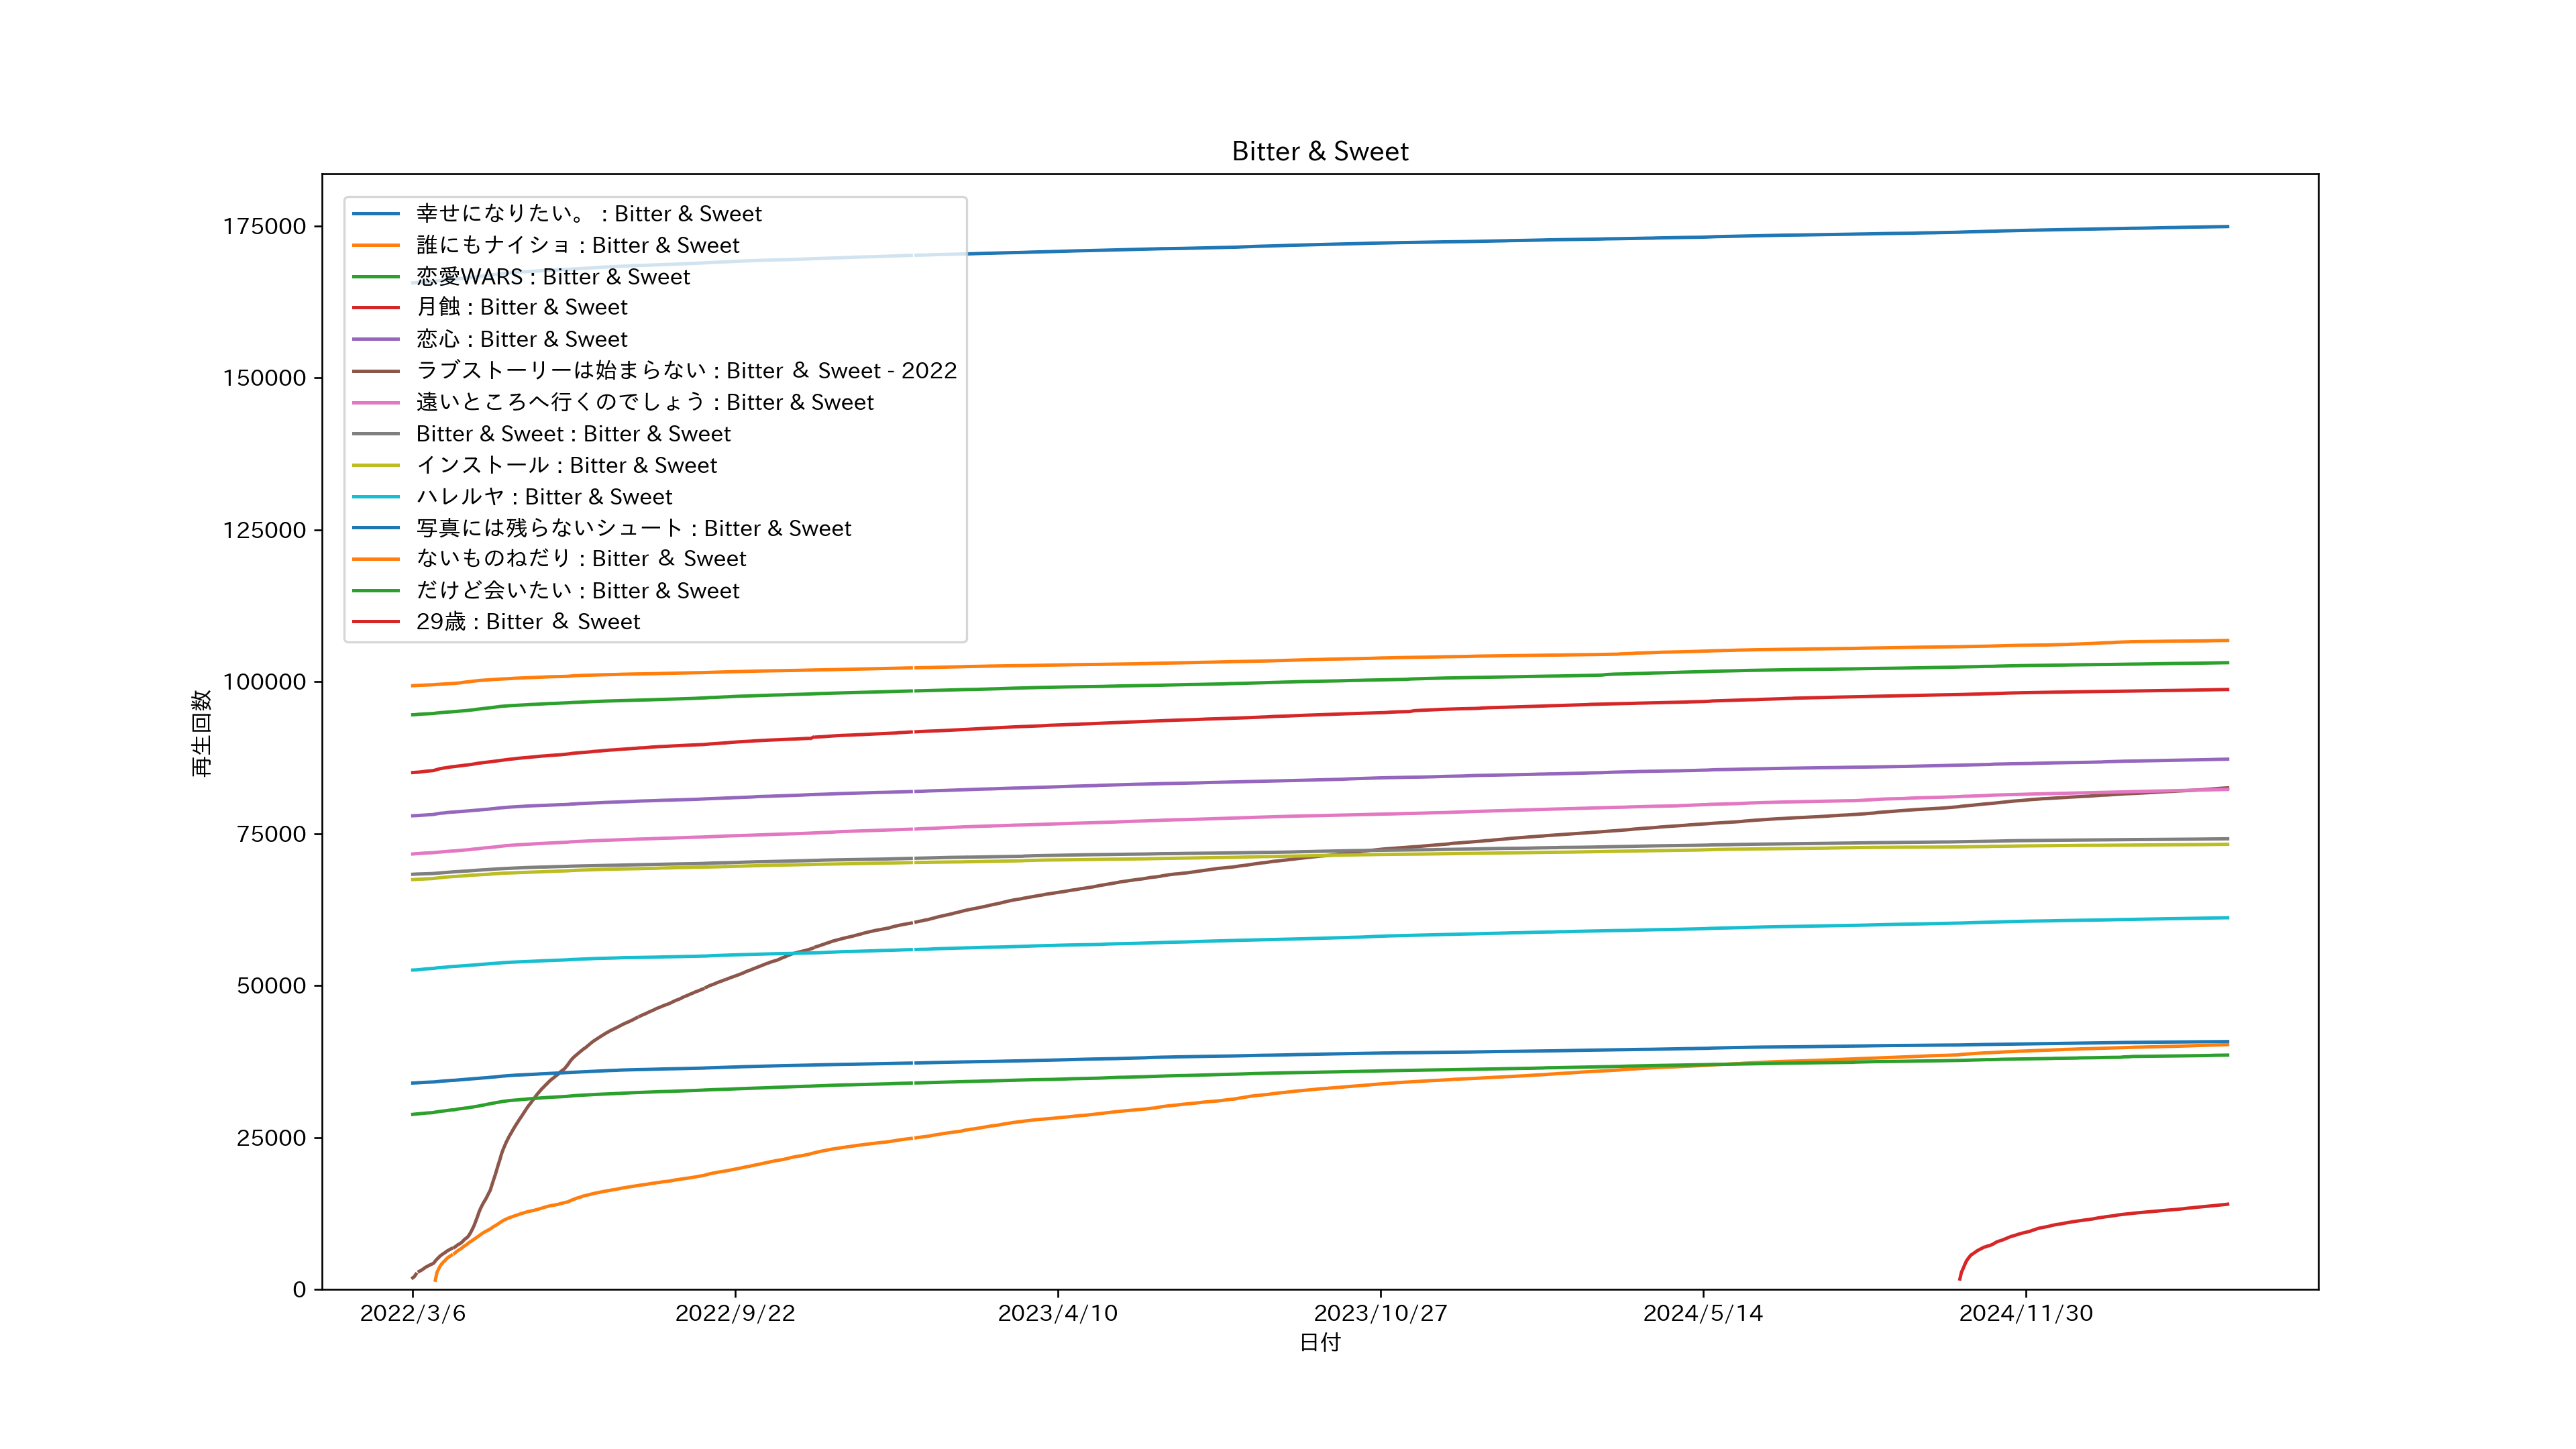 Bitter & Sweet
175000
150000
125000
100000
75000
50000
25000
0
再生回数
幸せになりたい。 : Bitter & Sweet
誰にもナイショ : Bitter & Sweet
恋愛WARS : Bitter & Sweet
月蝕 : Bitter & Sweet
恋心 : Bitter & Sweet
ラブストーリーは始まらない : Bitter ＆ Sweet - 2022
遠いところへ行くのでしょう : Bitter & Sweet
Bitter & Sweet : Bitter & Sweet
インストール : Bitter & Sweet
ハレルヤ : Bitter & Sweet
写真には残らないシュート : Bitter & Sweet
ないものねだり : Bitter ＆ Sweet
だけど会いたい : Bitter & Sweet
29歳 : Bitter ＆ Sweet
2022/3/6 2022/9/22 2023/4/10 2023/10/27 2024/5/14 2024/11/30
日付